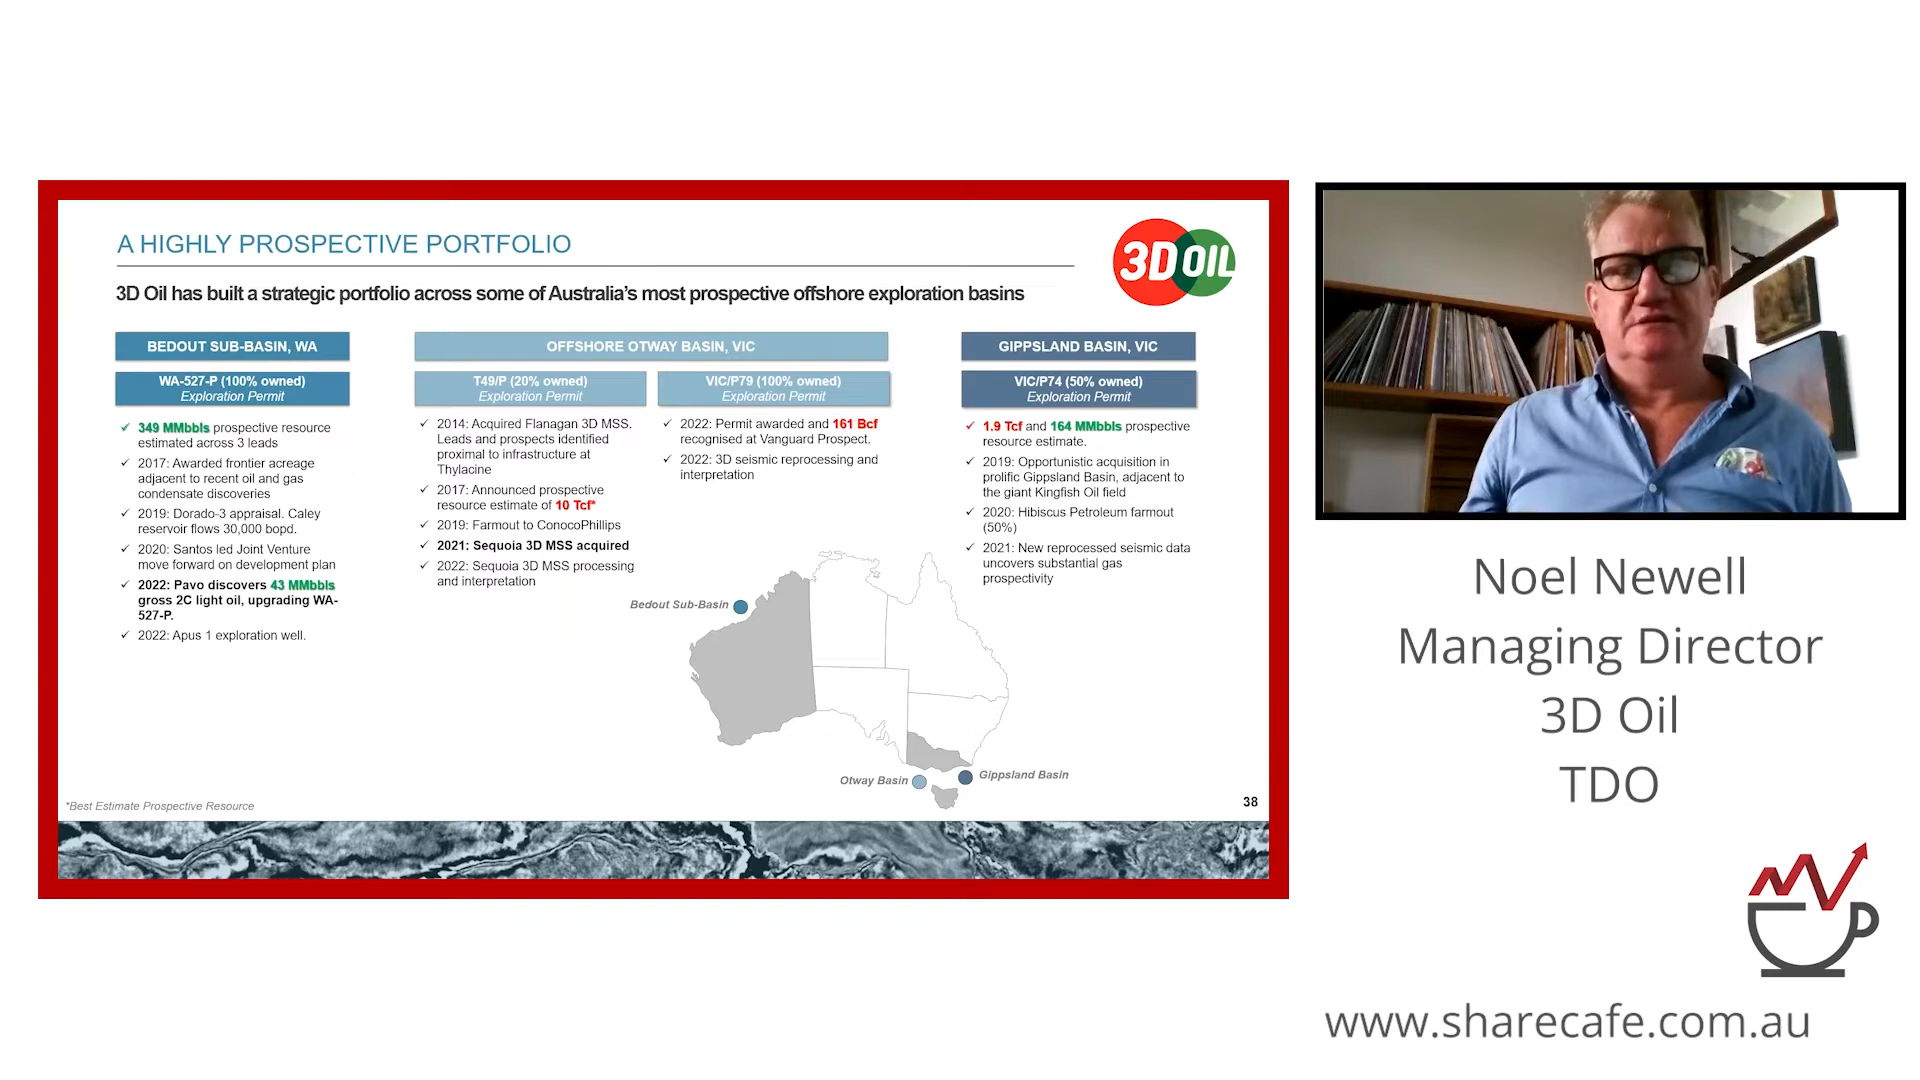 A HIGHLY PROSPECTIVE PORTFOLIO
3D OIL
3D Oil has built a strategic portfolio across some of Australia's most prospective offshore exploration basins
BEDOUT SUB-BASIN, WA
WA-527-P (100% owned)
Exploration Permit
✓ 349 MMbbls prospective resource
estimated across 3 leads
✓ 2017: Awarded frontier acreage
adjacent to recent oil and gas
condensate discoveries
✓ 2019: Dorado-3 appraisal. Caley
reservoir flows 30,000 bopd.
✓ 2020: Santos led Joint Venture
move forward on development plan
✓ 2022: Pavo discovers 43 MMbbls
gross 2C light oil, upgrading WA-
527-P.
✓ 2022: Apus 1 exploration well.
OFFSHORE OTWAY BASIN, VIC
T49/P (20% owned)
Exploration Permit
✓ 2014: Acquired Flanagan 3D MSS.
Leads and prospects identified
proximal to infrastructure at
Thylacine
✓ 2017: Announced prospective
resource estimate of 10 Tcf*
✓ 2019: Farmout to ConocoPhillips
✓ 2021: Sequoia 3D MSS acquired
✓ 2022: Sequoia 3D MSS processing
and interpretation
VIC/P79 (100% owned)
Exploration Permit
✓ 2022: Permit awarded and 161 Bcf
recognised at Vanguard Prospect.
✓ 2022: 3D seismic reprocessing and
interpretation
GIPPSLAND BASIN, VIC
VIC/P74 (50% owned)
Exploration Permit
✓ 1.9 Tcf and 164 MMbbls prospective
resource estimate.
✓ 2019: Opportunistic acquisition in
prolific Gippsland Basin, adjacent to
the giant Kingfish Oil field
✓ 2020: Hibiscus Petroleum farmout
(50%)
✓ 2021: New reprocessed seismic data
uncovers substantial gas
prospectivity
Bedout Sub-Basin
Otway Basin
Gippsland Basin
*Best Estimate Prospective Resource
38
Noel Newell
Managing Director
3D Oil
TDO
www.sharecafe.com.au